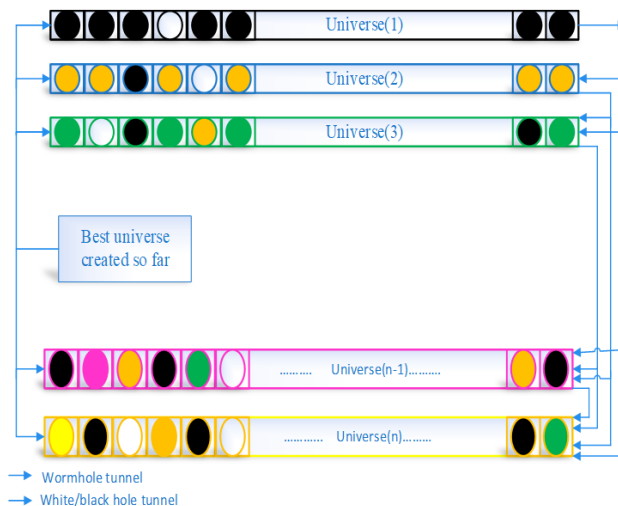 Universe(1)
Universe(2)
Universe(3)
Best universe
created so far
.......... Universe(n-1)..........
............ Universe(n)........
Wormhole tunnel
White/black hole tunnel